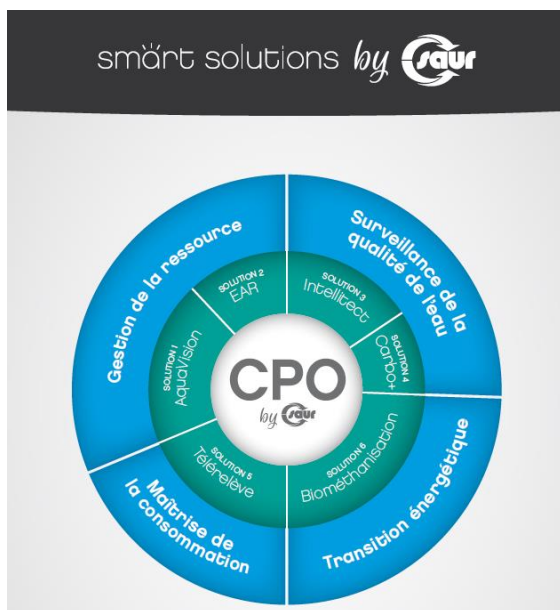 smärt solutions by saur
Gestion de la ressource
Surveillance de la
qualité de l'eau
SOLUTION 2
EAR
SOLUTION 3
Intellitect
SOLUTION 1
AquaVision
SOLUTION 4
Carbo+
CPO
by saur
SOLUTION 5
Télérelève
SOLUTION 6
Biométhanisation
Maîtrise de
la consommation
Transition énergétique